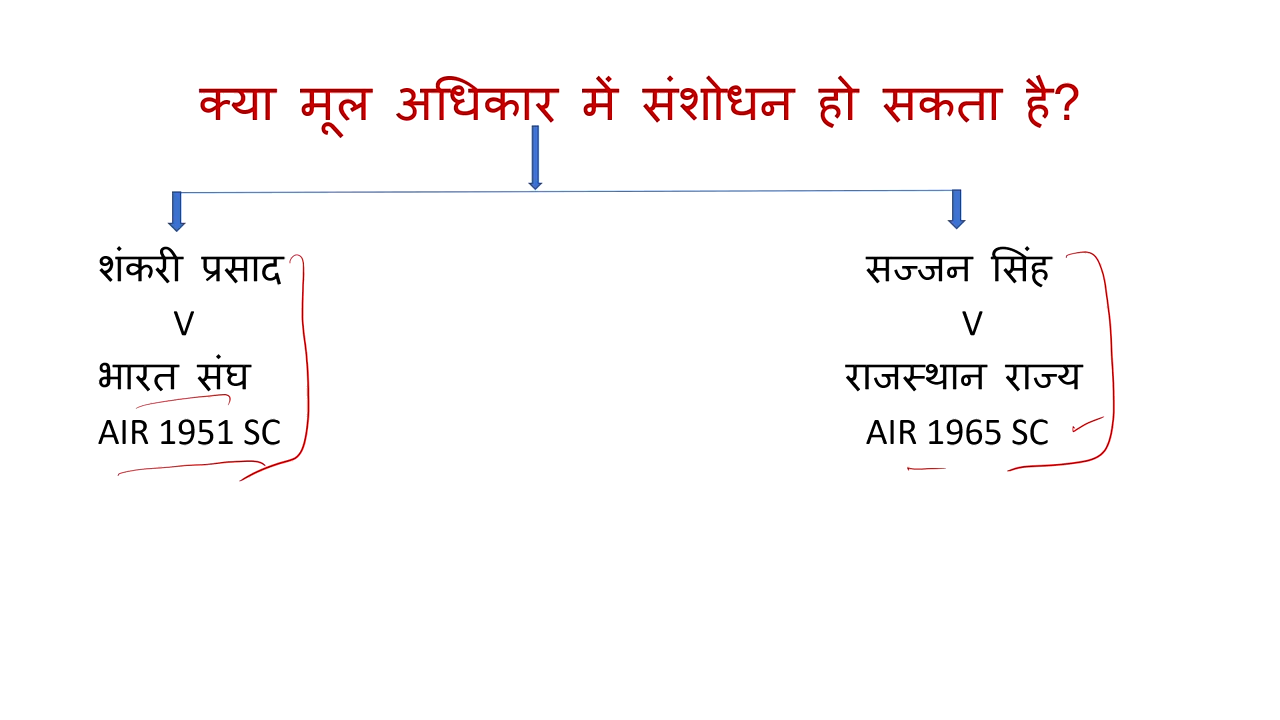 क्या मूल अधिकार में संशोधन हो सकता है?
शंकरी प्रसाद
V
भारत संघ
AIR 1951 SC
सज्जन सिंह
V
राजस्थान राज्य
AIR 1965 SC